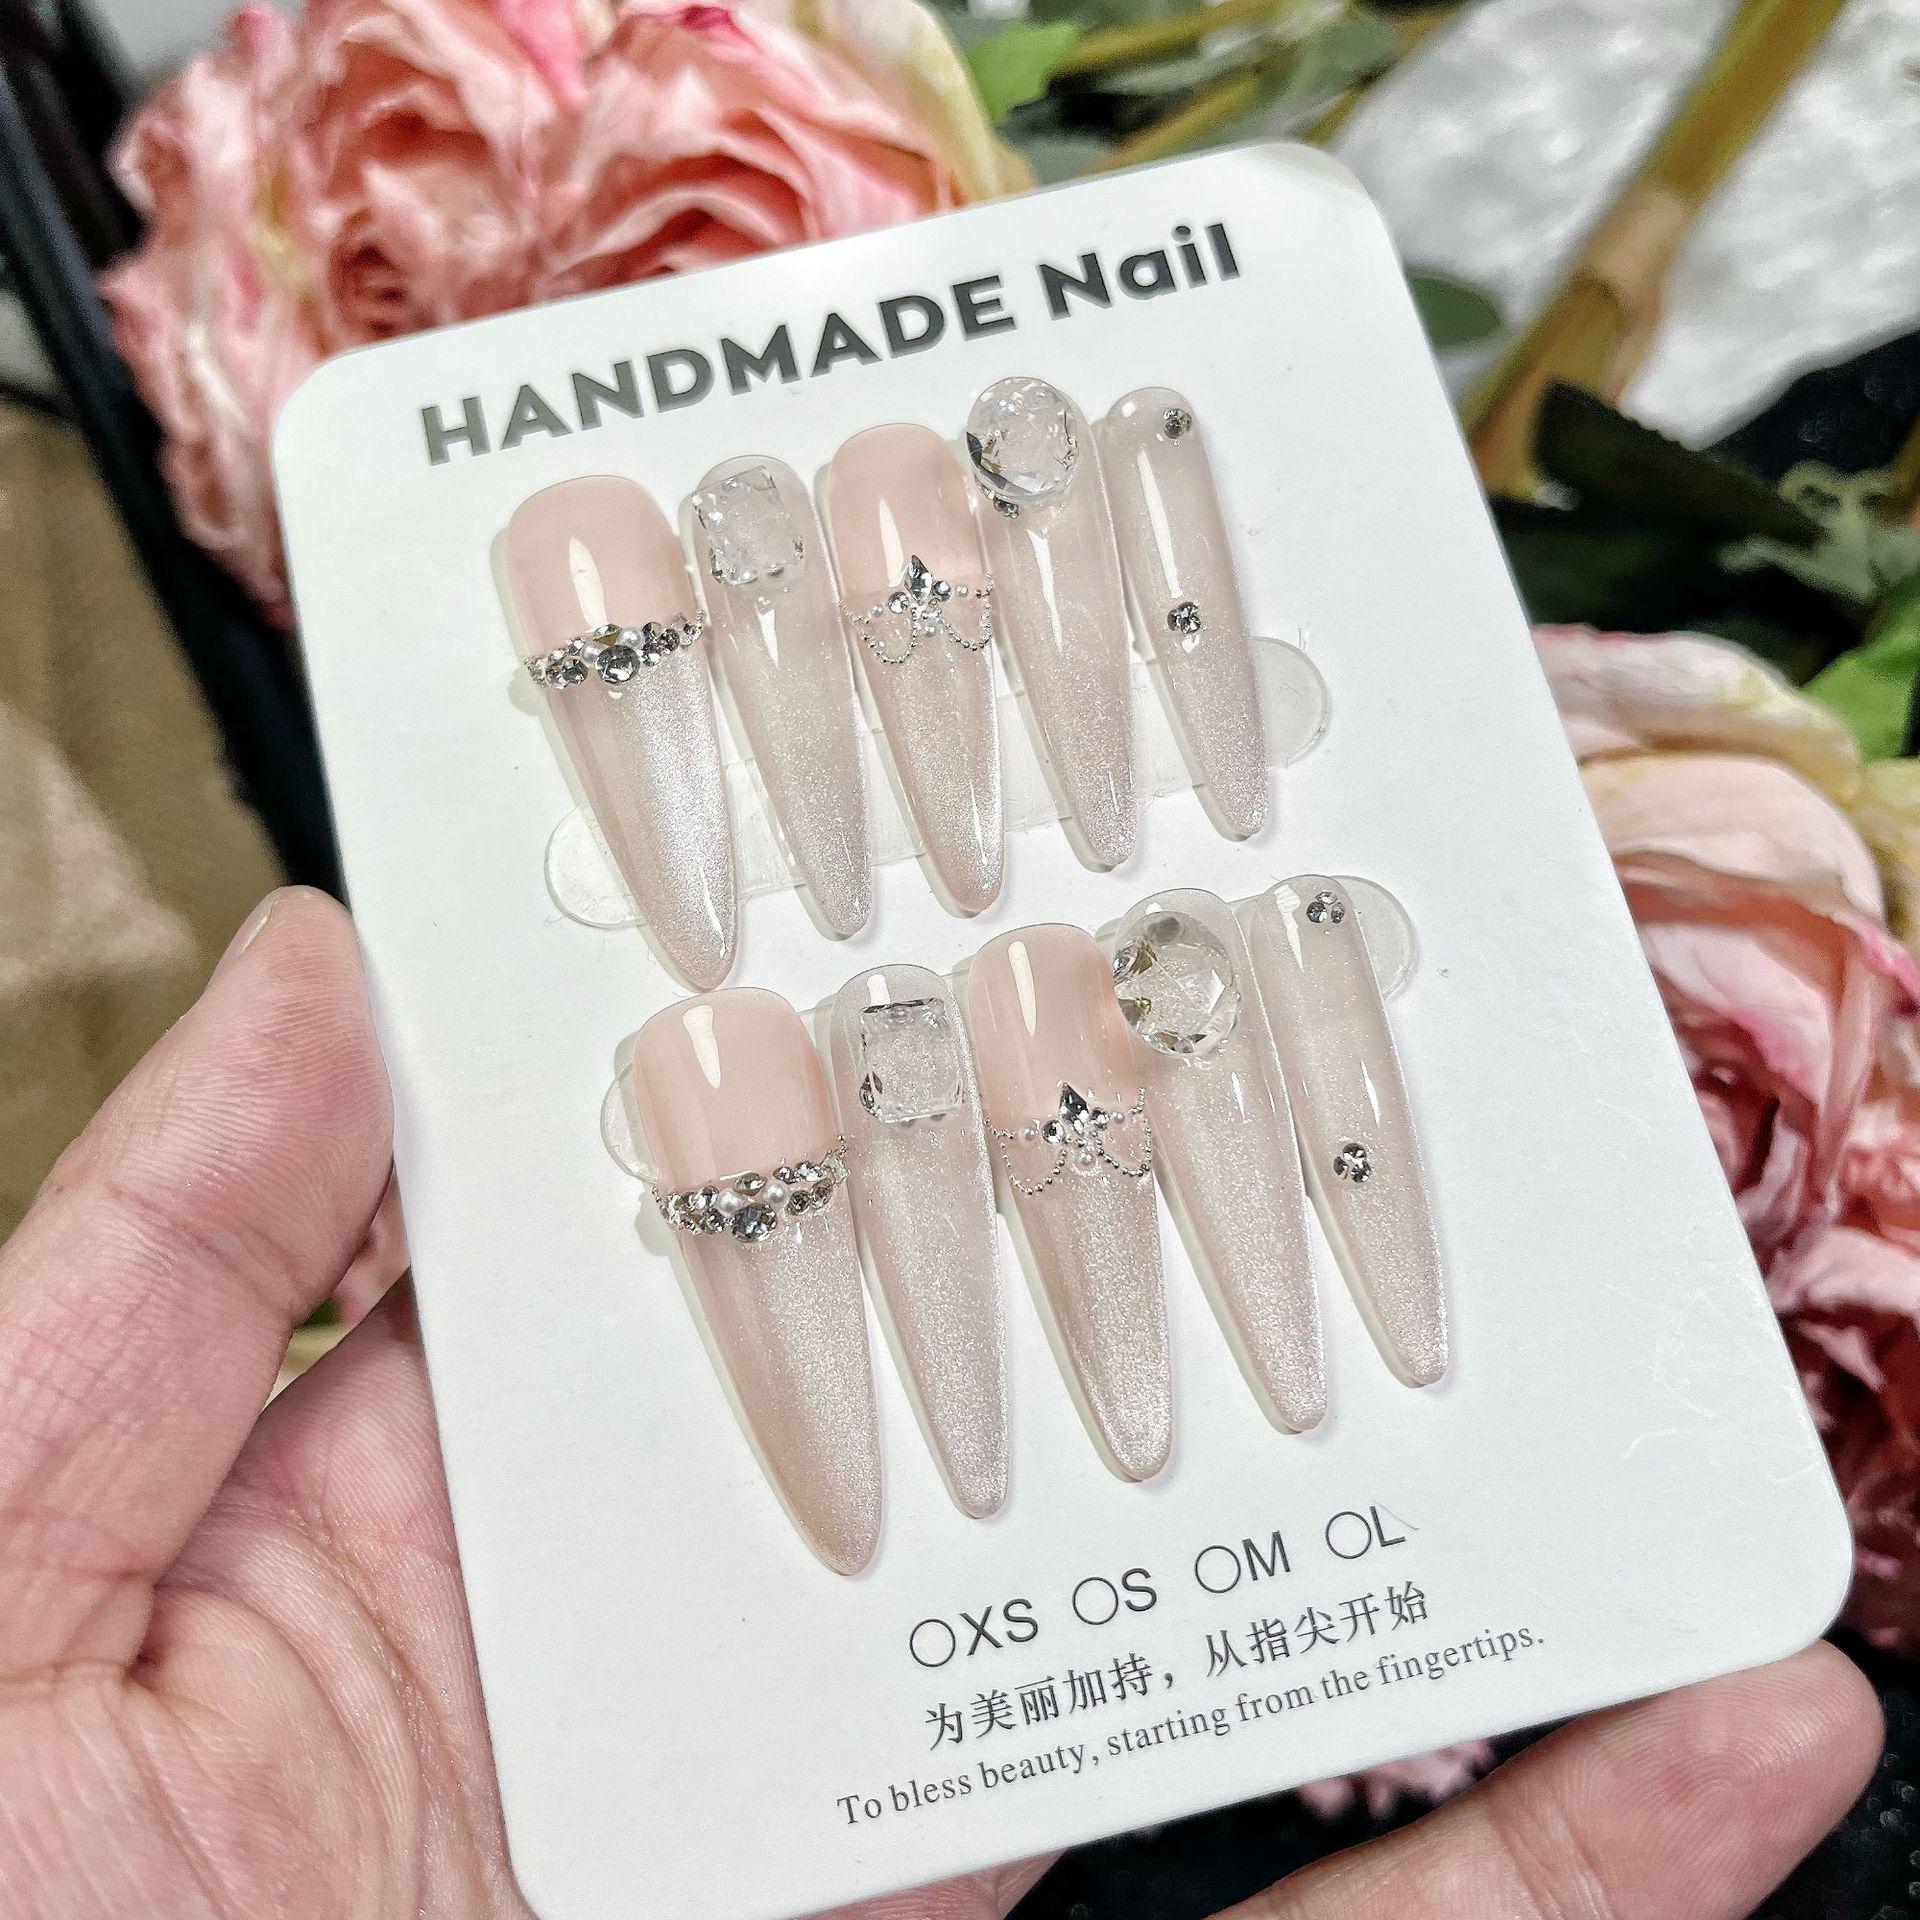 HANDMADE Nail
○XS ○S ○M ○L
为美丽加持，从指尖开始
To bless beauty, starting from the fingertips.